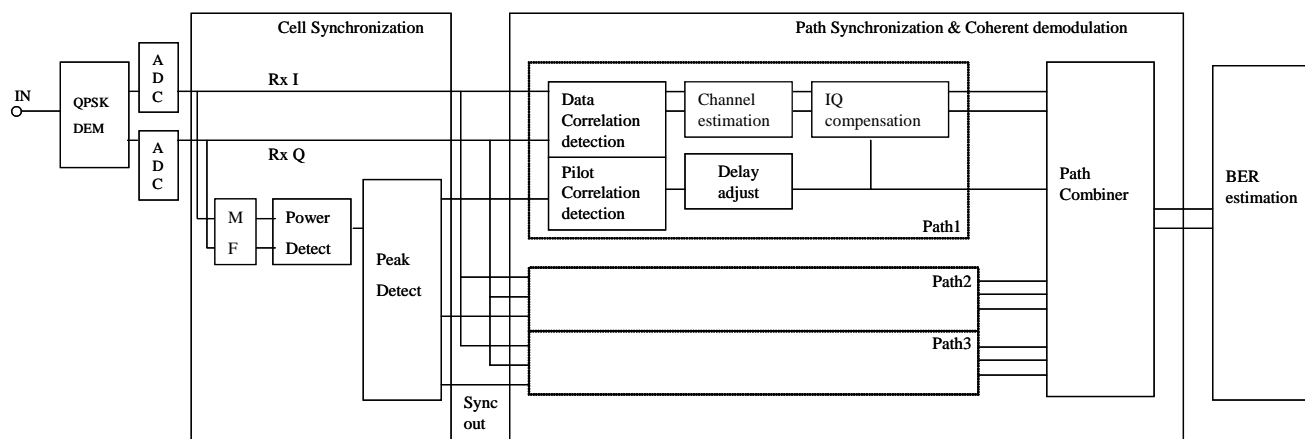 Cell Synchronization
Path Synchronization & Coherent demodulation
IN
QPSK
DEM
A
D
C
A
D
C
Rx I
Rx Q
M
F
Power
Detect
Peak
Detect
Sync
out
Data
Correlation
detection
Pilot
Correlation
detection
Channel
estimation
IQ
compensation
Delay
adjust
Path1
Path2
Path3
Path
Combiner
BER
estimation